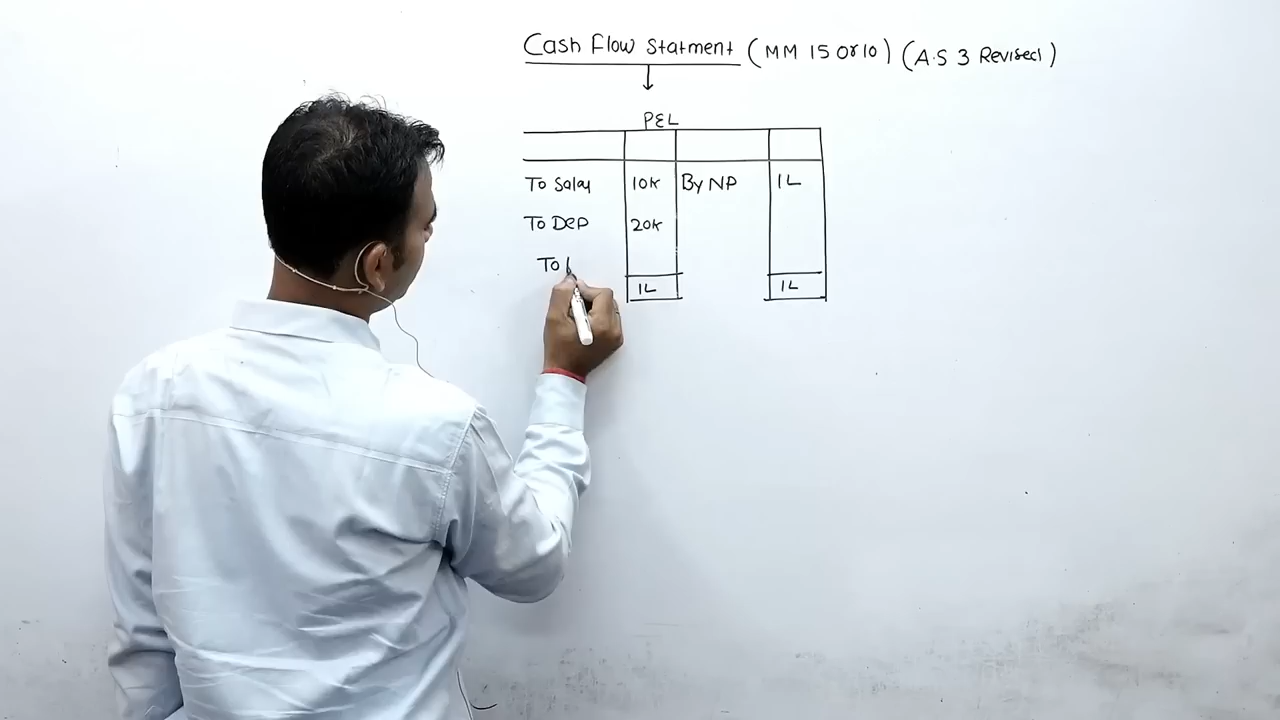 Cash Flow Statment (MM 15 Or 10) (A.S 3 Revised)
P&L
To Salay 10K By NP 1L
To Dep 20K
To
1L 1L